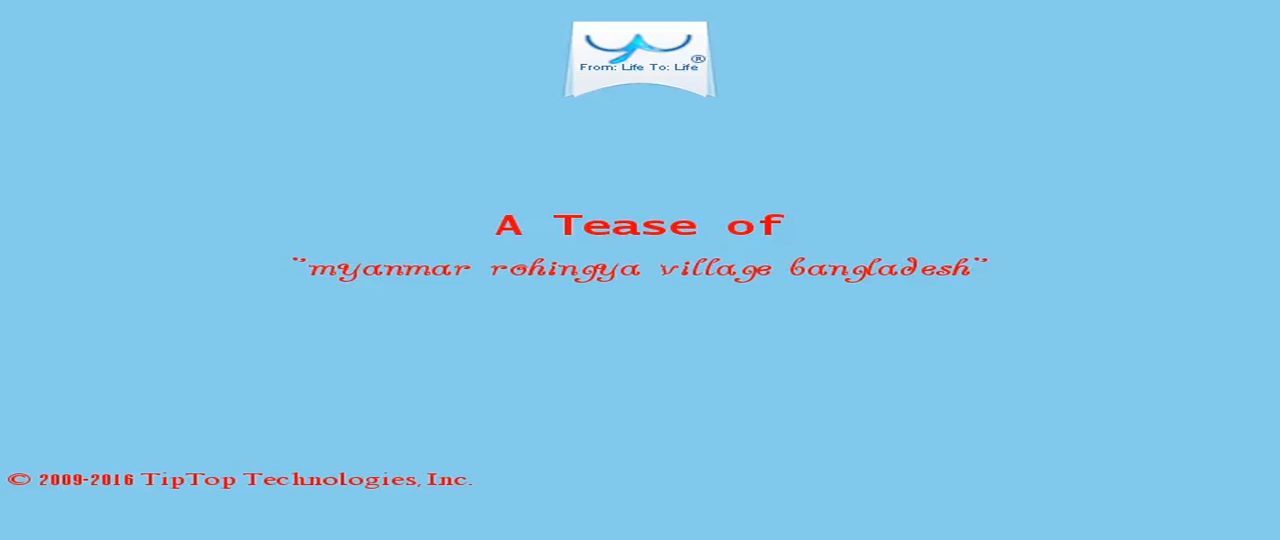 From: Life To: Life®
A Tease of
"myanmar rohingya village bangladesh"
© 2009-2016 TipTop Technologies, Inc.